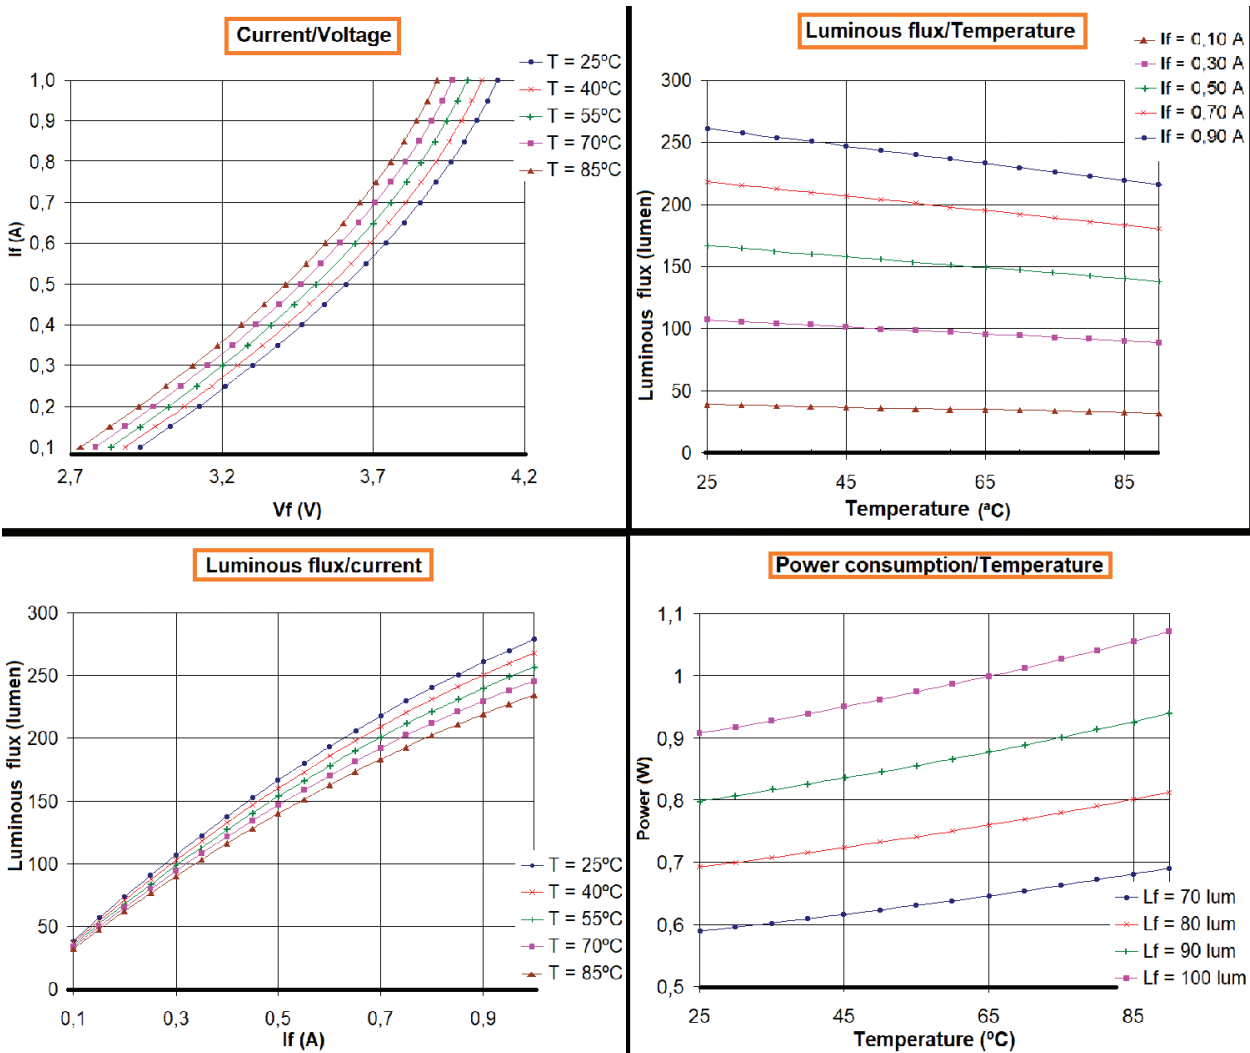 Current/Voltage
T = 25ºC
T = 40ºC
T = 55ºC
T = 70ºC
T = 85ºC
If (A)
1,0
0,9
0,8
0,7
0,6
0,5
0,4
0,3
0,2
0,1
2,7 3,2 3,7 4,2
Vf (V)
Luminous flux/Temperature
If = 0,10 A
If = 0,30 A
If = 0,50 A
If = 0,70 A
If = 0,90 A
Luminous flux (lumen)
300
250
200
150
100
50
0
25 45 65 85
Temperature (ªC)
Luminous flux/current
Luminous flux (lumen)
300
250
200
150
100
50
0
T = 25ºC
T = 40ºC
T = 55ºC
T = 70ºC
T = 85ºC
0,1 0,3 0,5 0,7 0,9
If (A)
Power consumption/Temperature
Power (W)
1,1
1
0,9
0,8
0,7
0,6
0,5
Lf = 70 lum
Lf = 80 lum
Lf = 90 lum
Lf = 100 lum
25 45 65 85
Temperature (ºC)